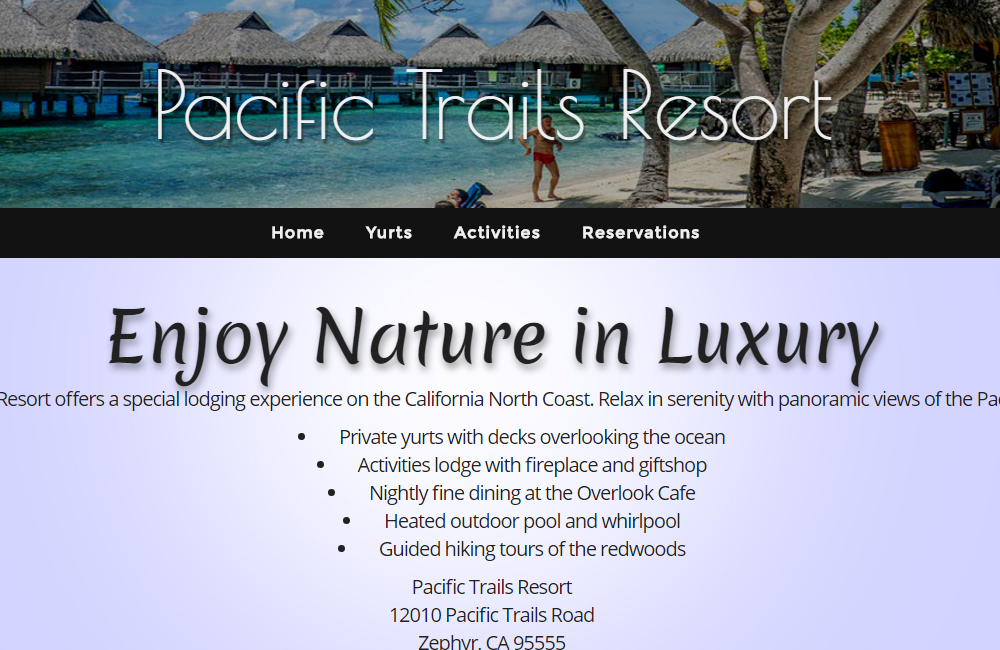 Pacific Trails Resort
Home Yurts Activities Reservations
Enjoy Nature in Luxury
Resort offers a special lodging experience on the California North Coast. Relax in serenity with panoramic views of the
• Private yurts with decks overlooking the ocean
• Activities lodge with fireplace and giftshop
• Nightly fine dining at the Overlook Cafe
• Heated outdoor pool and whirlpool
• Guided hiking tours of the redwoods
Pacific Trails Resort
12010 Pacific Trails Road
Zephyr, CA 95555